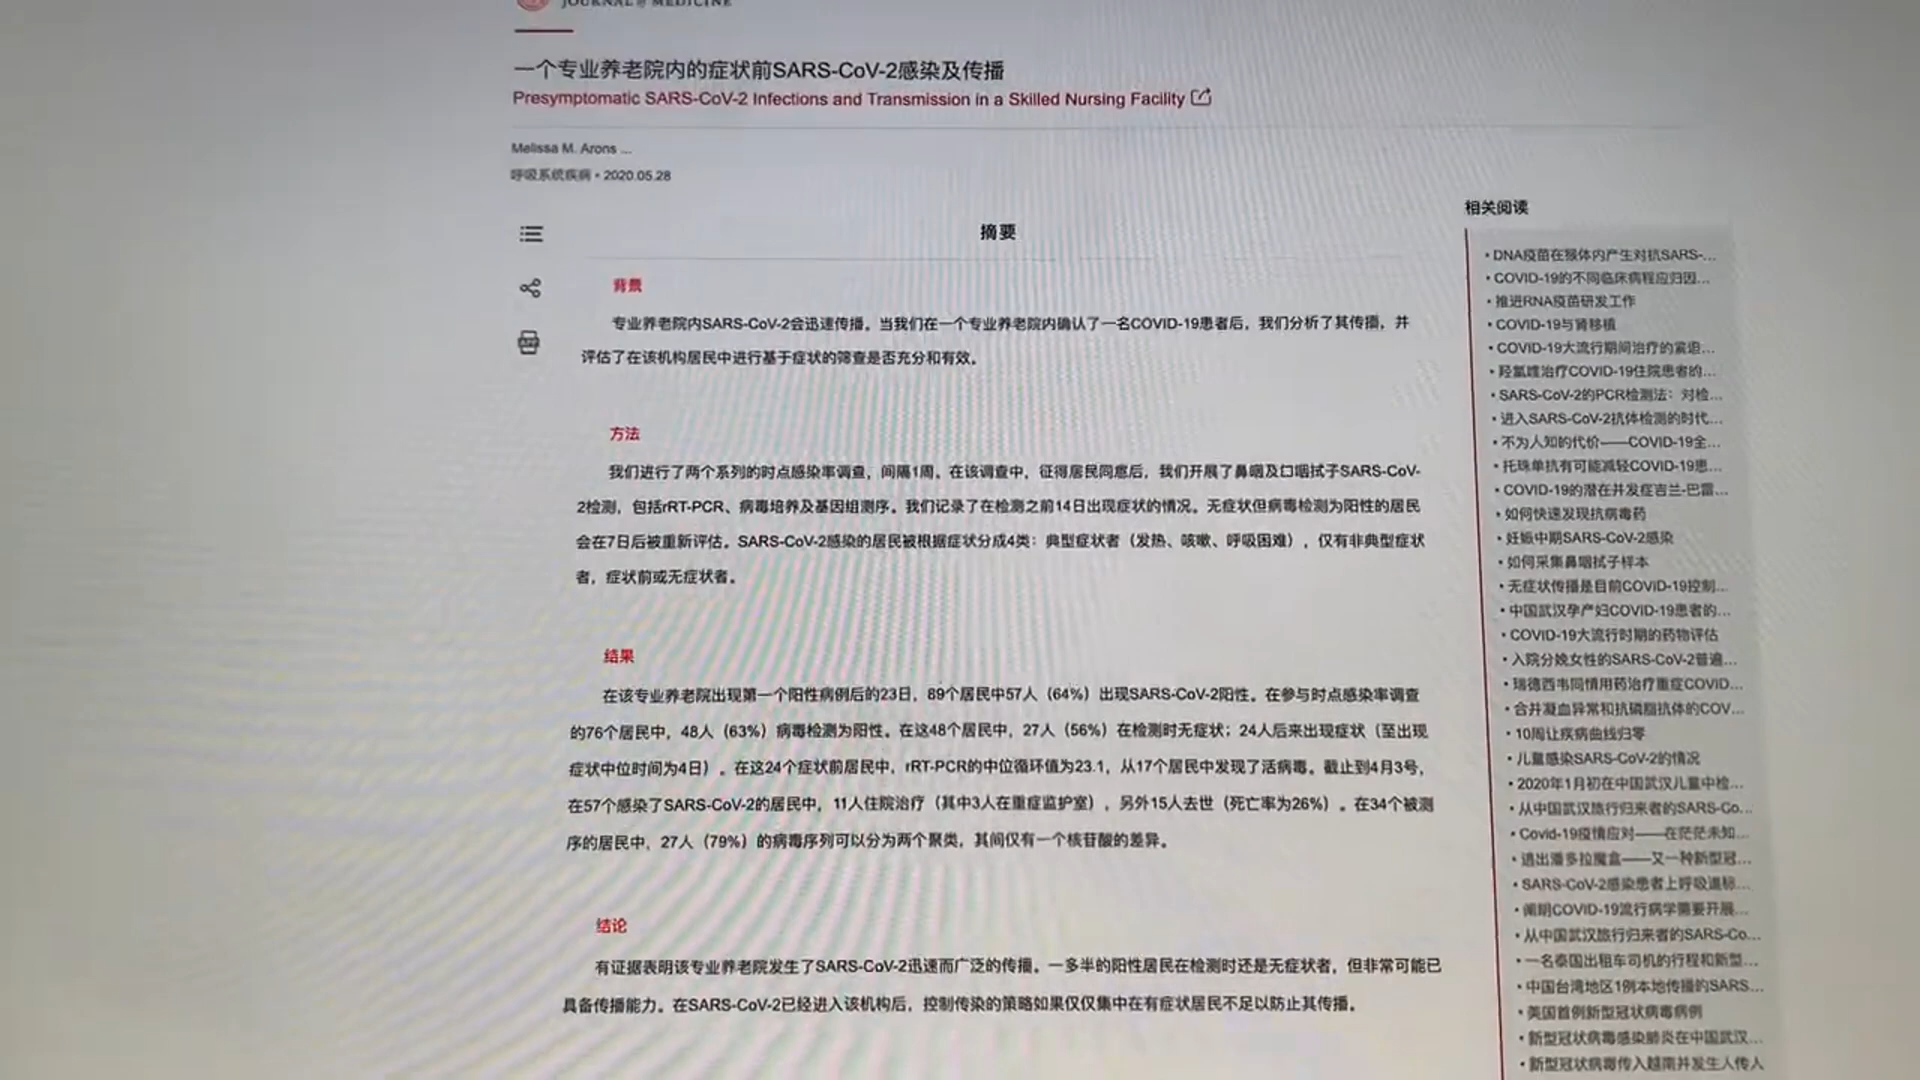 JOURNAL of MEDICINE
一个专业养老院内的症状前SARS-CoV-2感染及传播
Presymptomatic SARS-CoV-2 Infections and Transmission in a Skilled Nursing Facility
Melissa M. Arons ...
呼吸系统疾病 • 2020.05.28
摘要
背景
专业养老院内SARS-CoV-2会迅速传播。当我们在一个专业养老院内确认了一名COVID-19患者后，我们分析了其传播，并
评估了在该机构居民中进行基于症状的筛查是否充分和有效。
方法
我们进行了两个系列的时点感染率调查，间隔1周。在该调查中，征得居民同意后，我们开展了鼻咽及口咽拭子SARS-CoV-
2检测，包括rRT-PCR、病毒培养及基因组测序。我们记录了在检测之前14日出现症状的情况。无症状但病毒检测为阳性的居民
会在7日后被重新评估。SARS-CoV-2感染的居民被根据症状分成4类：典型症状者（发热、咳嗽、呼吸困难），仅有非典型症状
者，症状前或无症状者。
结果
在该专业养老院出现第一个阳性病例后的23日，89个居民中57人（64%）出现SARS-CoV-2阳性。在参与时点感染率调查
的76个居民中，48人（63%）病毒检测为阳性。在这48个居民中，27人（56%）在检测时无症状；24人后来出现症状（至出现
症状中位时间为4日）。在这24个症状前居民中，rRT-PCR的中位循环值为23.1，从17个居民中发现了活病毒。截止到4月3号，
在57个感染了SARS-CoV-2的居民中，11人住院治疗（其中3人在重症监护室），另外15人去世（死亡率为26%）。在34个被测
序的居民中，27人（79%）的病毒序列可以分为两个聚类，其间仅有一个核苷酸的差异。
结论
有证据表明该专业养老院发生了SARS-CoV-2迅速而广泛的传播。一多半的阳性居民在检测时还是无症状者，但非常可能已
具备传播能力。在SARS-CoV-2已经进入该机构后，控制传染的策略如果仅仅集中在有症状居民不足以防止其传播。
相关阅读
• DNA疫苗在猴体内产生对抗SARS-...
• COVID-19的不同临床病程应归因...
• 推进RNA疫苗研发工作
• COVID-19与肾移植
• COVID-19大流行期间治疗的紧迫...
• 羟氯喹治疗COVID-19住院患者的...
• SARS-CoV-2的PCR检测法：对检...
• 进入SARS-CoV-2抗体检测的时代...
• 不为人知的代价——COVID-19全...
• 托珠单抗有可能减轻COVID-19患...
• COVID-19的潜在并发症吉兰-巴雷...
• 如何快速发现抗病毒药
• 妊娠中期SARS-CoV-2感染
• 如何采集鼻咽拭子样本
• 无症状传播是目前COVID-19控制...
• 中国武汉孕产妇COVID-19患者的...
• COVID-19大流行时期的药物评估
• 入院分娩女性的SARS-CoV-2普遍...
• 瑞德西韦同情用药治疗重症COVID...
• 合并凝血异常和抗磷脂抗体的COV...
• 10周让疾病曲线归零
• 儿童感染SARS-CoV-2的情况
• 2020年1月初在中国武汉儿童中检...
• 从中国武汉旅行归来者的SARS-Co...
• Covid-19疫情应对——在茫茫未知...
• 逃出潘多拉魔盒——又一种新型冠...
• SARS-CoV-2感染患者上呼吸道标...
• 阐明COVID-19流行病学需要开展...
• 从中国武汉旅行归来者的SARS-Co...
• 一名泰国出租车司机的行程和新型...
• 中国台湾地区1例本地传播的SARS...
• 美国首例新型冠状病毒病例
• 新型冠状病毒感染肺炎在中国武汉...
• 新型冠状病毒传入越南并发生人传人